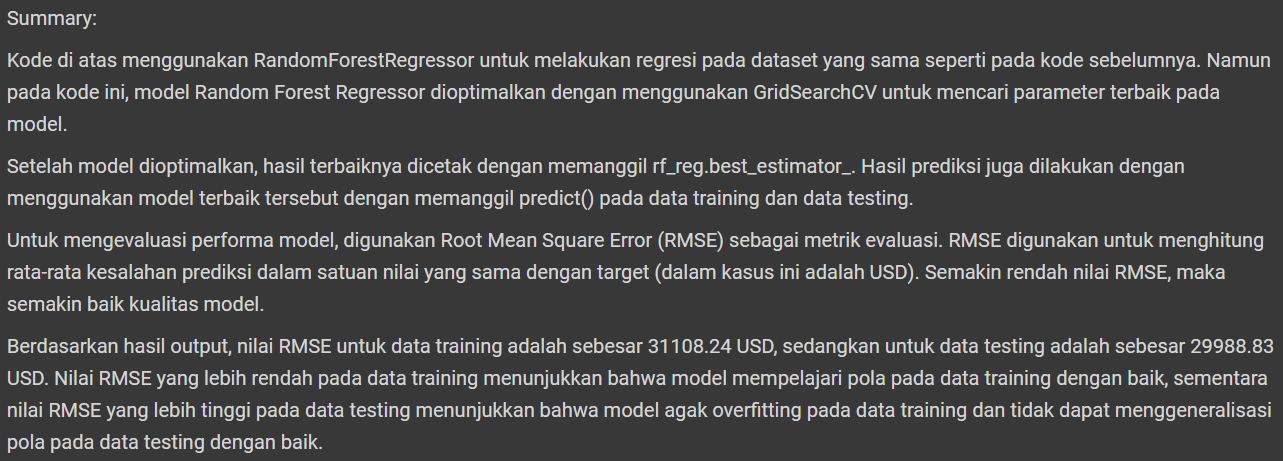 Summary:
Kode di atas menggunakan RandomForestRegressor untuk melakukan regresi pada dataset yang sama seperti pada kode sebelumnya. Namun
pada kode ini, model Random Forest Regressor dioptimalkan dengan menggunakan GridSearchCV untuk mencari parameter terbaik pada
model.
Setelah model dioptimalkan, hasil terbaiknya dicetak dengan memanggil rf_reg.best_estimator_. Hasil prediksi juga dilakukan dengan
menggunakan model terbaik tersebut dengan memanggil predict() pada data training dan data testing.
Untuk mengevaluasi performa model, digunakan Root Mean Square Error (RMSE) sebagai metrik evaluasi. RMSE digunakan untuk menghitung
rata-rata kesalahan prediksi dalam satuan nilai yang sama dengan target (dalam kasus ini adalah USD). Semakin rendah nilai RMSE, maka
semakin baik kualitas model.
Berdasarkan hasil output, nilai RMSE untuk data training adalah sebesar 31108.24 USD, sedangkan untuk data testing adalah sebesar 29988.83
USD. Nilai RMSE yang lebih rendah pada data training menunjukkan bahwa model mempelajari pola pada data training dengan baik, sementara
nilai RMSE yang lebih tinggi pada data testing menunjukkan bahwa model agak overfitting pada data training dan tidak dapat menggeneralisasi
pola pada data testing dengan baik.